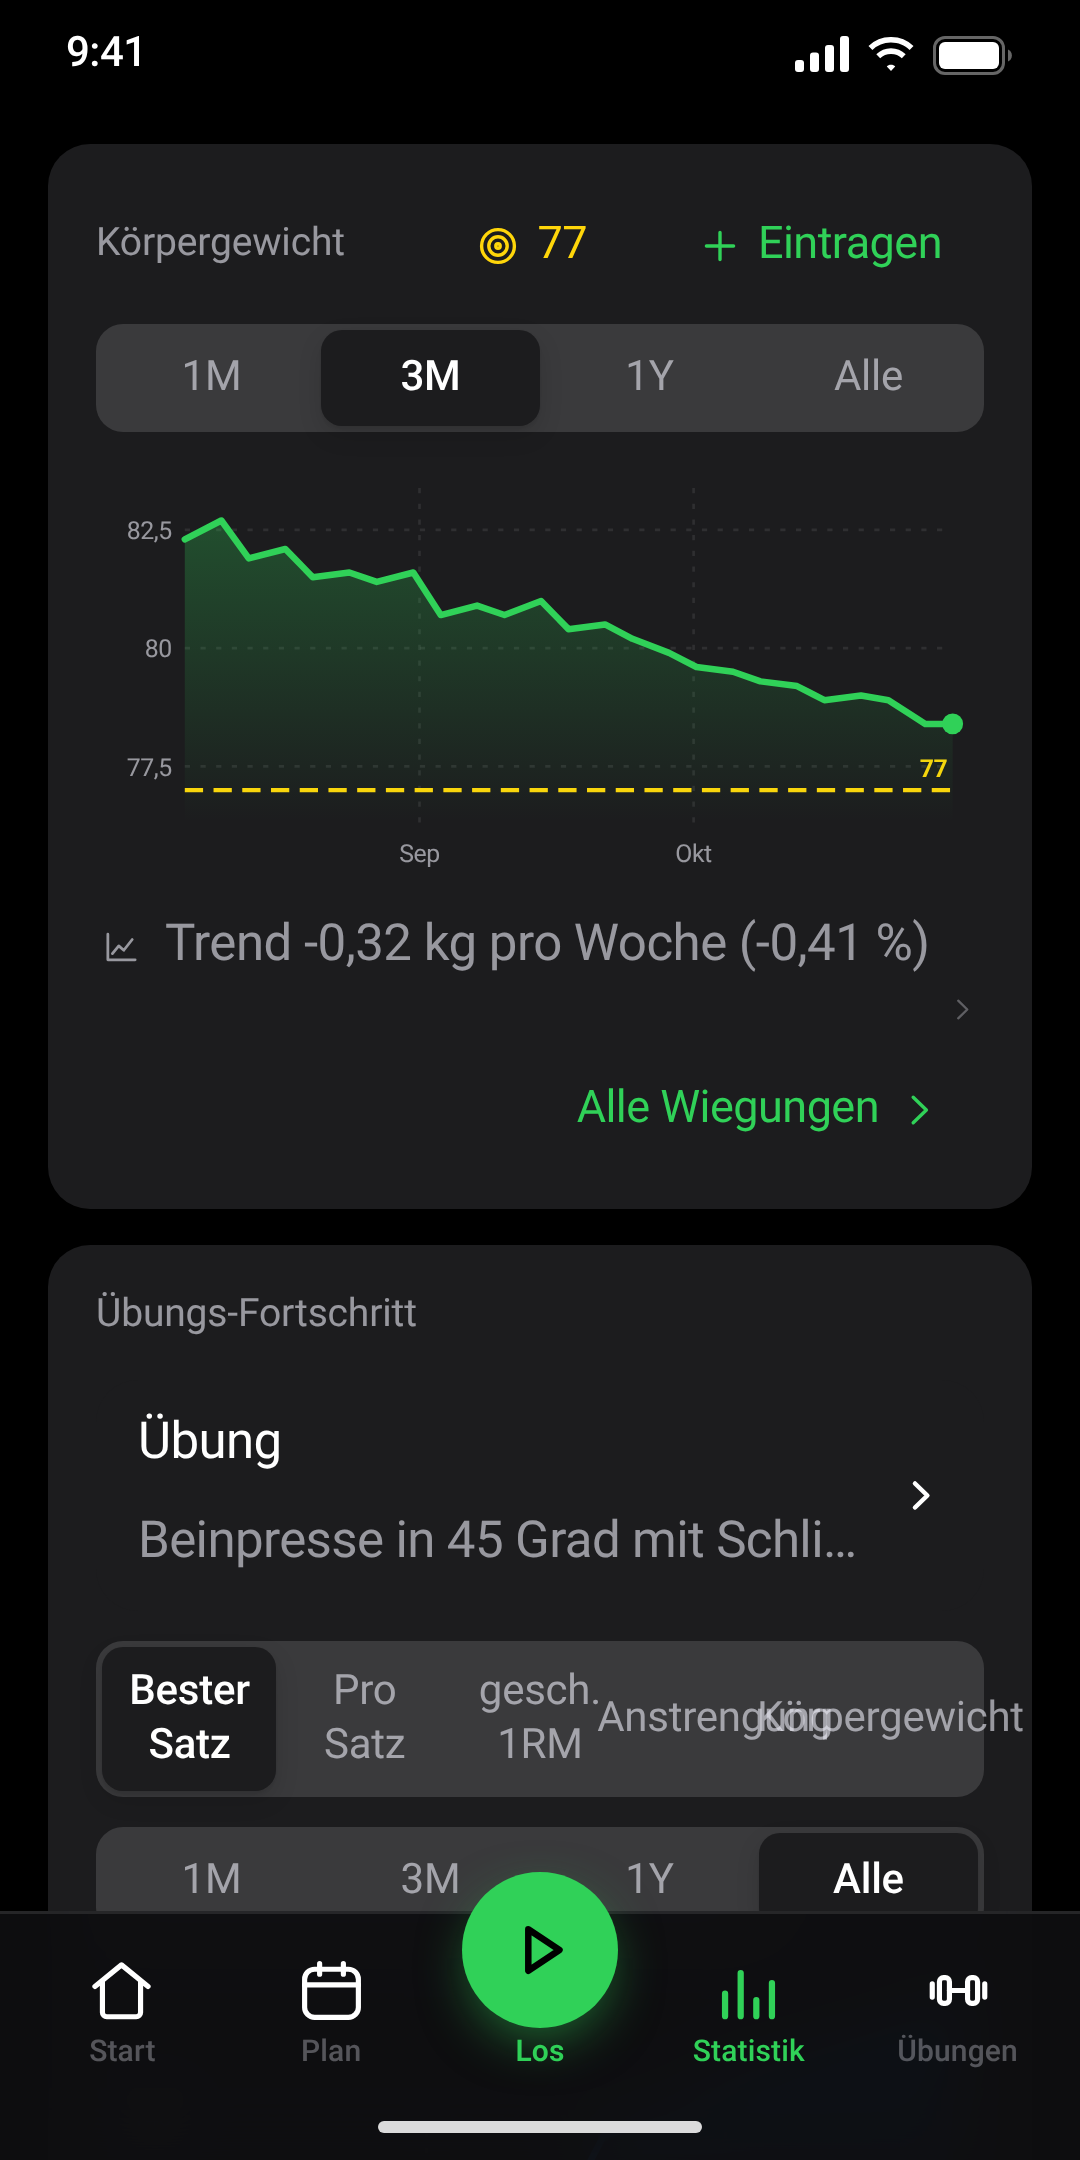 9:41
Körpergewicht 77 Eintragen
1M 3M 1Y Alle
82,5
80
77,5
77
Sep Okt
Trend -0,32 kg pro Woche (-0,41 %)
Alle Wiegungen
Übungs-Fortschritt
Übung
Beinpresse in 45 Grad mit Schli…
Bester Satz
Pro Satz
gesch. 1RM
Anstrengung
Körpergewicht
1M 3M 1Y Alle
Start Plan Los Statistik Übungen